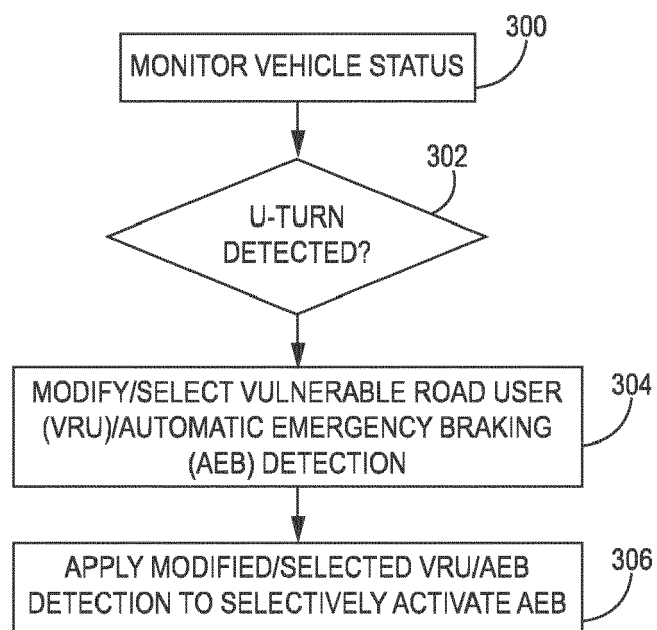 300
MONITOR VEHICLE STATUS
302
U-TURN
DETECTED?
304
MODIFY/SELECT VULNERABLE ROAD USER
(VRU)/AUTOMATIC EMERGENCY BRAKING
(AEB) DETECTION
306
APPLY MODIFIED/SELECTED VRU/AEB
DETECTION TO SELECTIVELY ACTIVATE AEB